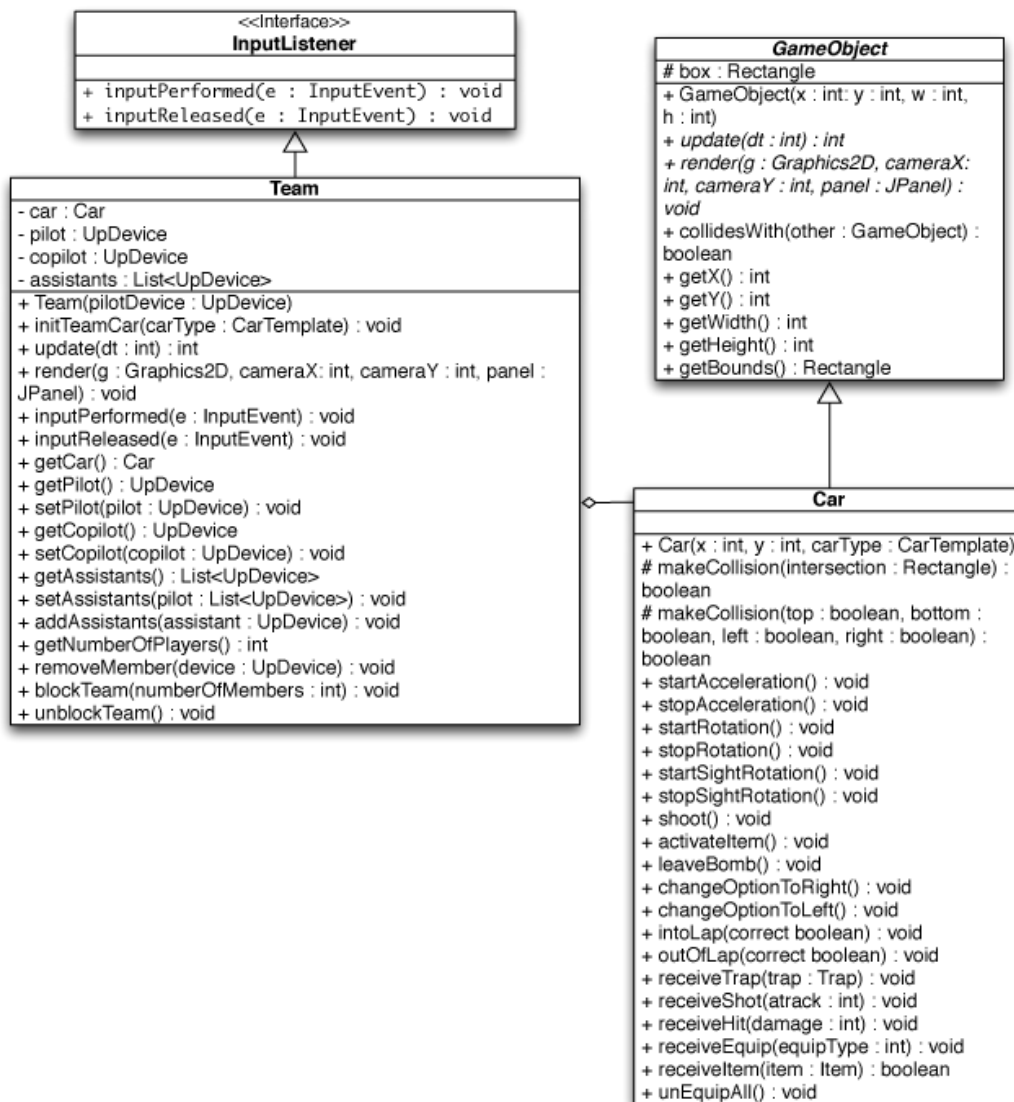 <<Interface>>
InputListener
+ inputPerformed(e : InputEvent) : void
+ inputReleased(e : InputEvent) : void
Team
- car : Car
- pilot : UpDevice
- copilot : UpDevice
- assistants : List<UpDevice>
+ Team(pilotDevice : UpDevice)
+ initTeamCar(carType : CarTemplate) : void
+ update(dt : int) : int
+ render(g : Graphics2D, cameraX: int, cameraY : int, panel :
JPanel) : void
+ inputPerformed(e : InputEvent) : void
+ inputReleased(e : InputEvent) : void
+ getCar() : Car
+ getPilot() : UpDevice
+ setPilot(pilot : UpDevice) : void
+ getCopilot() : UpDevice
+ setCopilot(copilot : UpDevice) : void
+ getAssistants() : List<UpDevice>
+ setAssistants(pilot : List<UpDevice>) : void
+ addAssistants(assistant : UpDevice) : void
+ getNumberOfPlayers() : int
+ removeMember(device : UpDevice) : void
+ blockTeam(numberOfMembers : int) : void
+ unblockTeam() : void
GameObject
# box : Rectangle
+ GameObject(x : int: y : int, w : int,
h : int)
+ update(dt : int) : int
+ render(g : Graphics2D, cameraX:
int, cameraY : int, panel : JPanel) :
void
+ collidesWith(other : GameObject) :
boolean
+ getX() : int
+ getY() : int
+ getWidth() : int
+ getHeight() : int
+ getBounds() : Rectangle
Car
+ Car(x : int, y : int, carType : CarTemplate)
# makeCollision(intersection : Rectangle) :
boolean
# makeCollision(top : boolean, bottom :
boolean, left : boolean, right : boolean) :
boolean
+ startAcceleration() : void
+ stopAcceleration() : void
+ startRotation() : void
+ stopRotation() : void
+ startSightRotation() : void
+ stopSightRotation() : void
+ shoot() : void
+ activateItem() : void
+ leaveBomb() : void
+ changeOptionToRight() : void
+ changeOptionToLeft() : void
+ intoLap(correct boolean) : void
+ outOfLap(correct boolean) : void
+ receiveTrap(trap : Trap) : void
+ receiveShot(atrack : int) : void
+ receiveHit(damage : int) : void
+ receiveEquip(equipType : int) : void
+ receiveItem(item : Item) : boolean
+ unEquipAll() : void